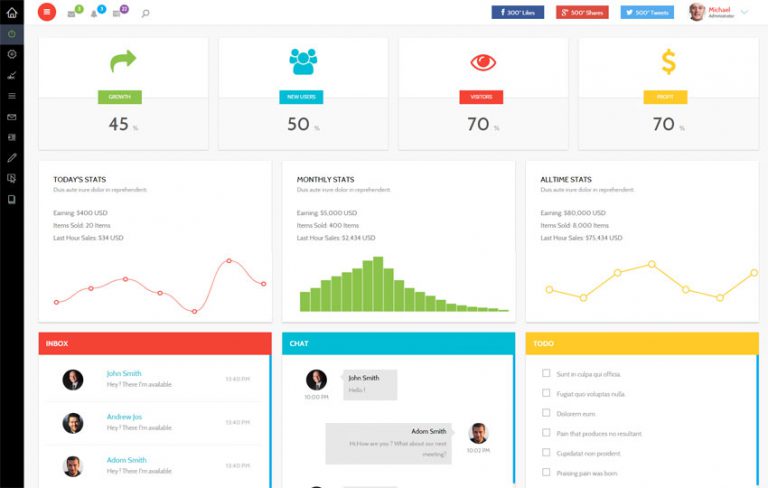 3
3
22
300+ Likes
500+ Shares
500+ Tweets
Michael
Administrator
GROWTH
NEW USERS
VISITORS
PROFIT
45 %
50 %
70 %
70 %
TODAY'S STATS
MONTHLY STATS
ALLTIME STATS
Duis aute irure dolor in reprehenderit.
Duis aute irure dolor in reprehenderit.
Duis aute irure dolor in reprehenderit.
Earning: $400 USD
Earning: $5,000 USD
Earning: $80,000 USD
Items Sold: 20 Items
Items Sold: 400 Items
Items Sold: 8,000 Items
Last Hour Sales: $34 USD
Last Hour Sales: $2,434 USD
Last Hour Sales: $75,434 USD
INBOX
John Smith
Hey ! There I'm available
13:40 PM
Andrew Jos
Hey ! There I'm available
13:40 PM
Adom Smith
Hey ! There I'm available
13:40 PM
CHAT
John Smith
Hello !
10:00 PM
Adom Smith
Hi,How are you ? What about our next
meeting?
10:02 PM
John Smith
TODO
Sunt in culpa qui officia.
Fugiat quo voluptas nulla.
Dolorem eum.
Pain that produces no resultant.
Cupidatat non proident.
Praising pain was born.